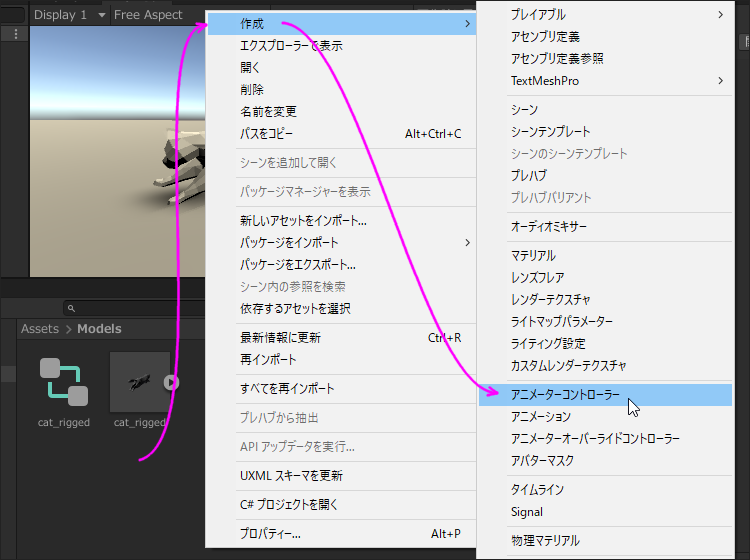 Display 1
Free Aspect
作成
エクスプローラーで表示
開く
削除
名前を変更
パスをコピー Alt+Ctrl+C
シーンを追加して開く
パッケージマネージャーを表示
新しいアセットをインポート...
パッケージをインポート
パッケージをエクスポート...
シーン内の参照を検索
依存するアセットを選択
最新情報に更新 Ctrl+R
再インポート
すべてを再インポート
プレハブから抽出
API アップデータを実行...
UXML スキーマを更新
C# プロジェクトを開く
プロパティー... Alt+P
プレイアブル
アセンブリ定義
アセンブリ定義参照
TextMeshPro
シーン
シーンテンプレート
シーンのシーンテンプレート
プレハブ
プレハブバリアント
オーディオミキサー
マテリアル
レンズフレア
レンダーテクスチャ
ライトマップパラメーター
ライティング設定
カスタムレンダーテクスチャ
アニメーターコントローラー
アニメーション
アニメーターオーバーライドコントローラー
アバターマスク
タイムライン
Signal
物理マテリアル
Assets > Models
cat_rigged
cat_rigged